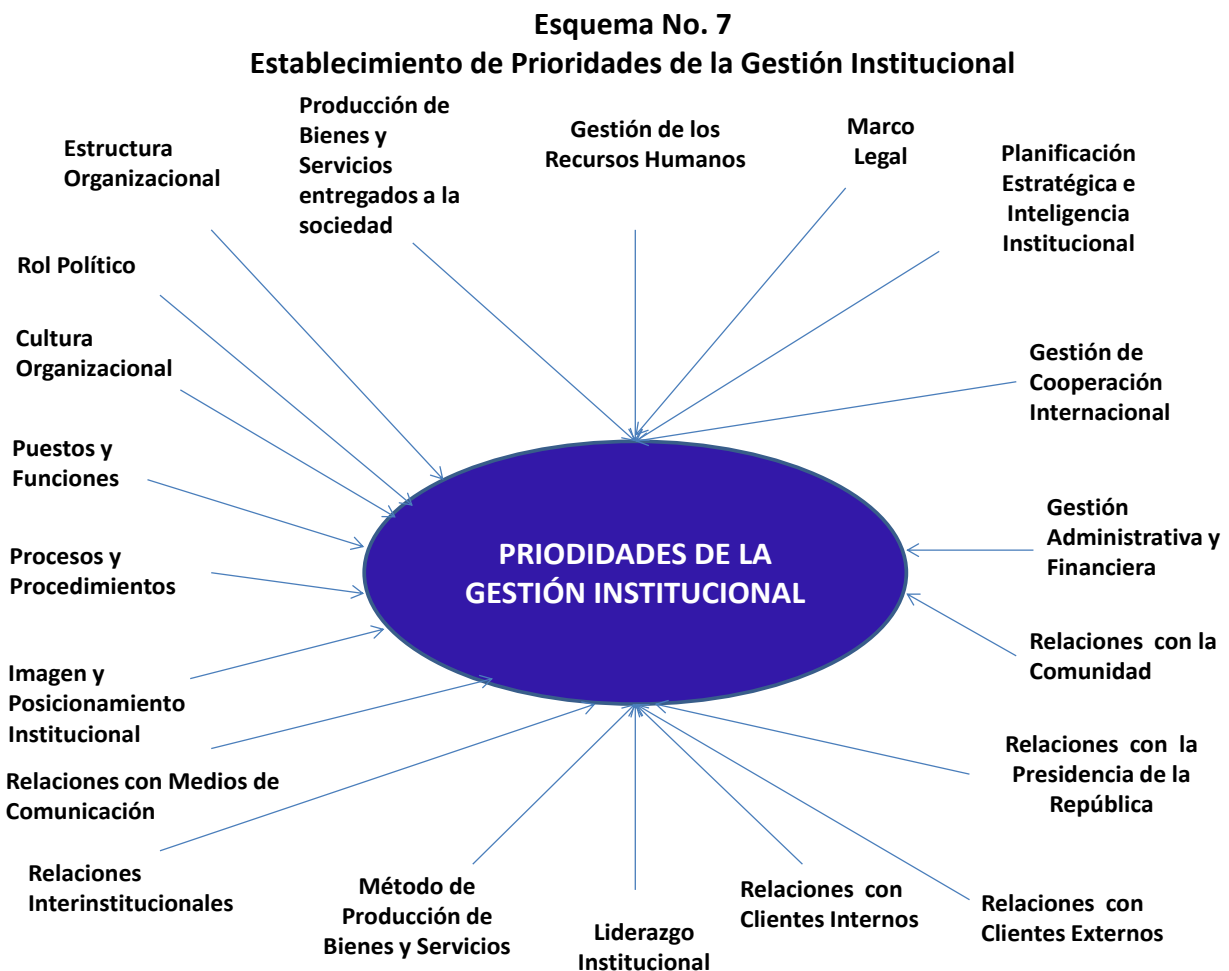 Esquema No. 7
Establecimiento de Prioridades de la Gestión Institucional
Producción de
Bienes y
Servicios
entregados a la
sociedad
Gestión de los
Recursos Humanos
Marco
Legal
Planificación
Estratégica e
Inteligencia
Institucional
Estructura
Organizacional
Rol Político
Cultura
Organizacional
Gestión de
Cooperación
Internacional
Puestos y
Funciones
Gestión
Administrativa y
Financiera
Procesos y
Procedimientos
PRIODIDADES DE LA
GESTIÓN INSTITUCIONAL
Relaciones con la
Comunidad
Imagen y
Posicionamiento
Institucional
Relaciones con la
Presidencia de la
República
Relaciones con Medios de
Comunicación
Relaciones
Interinstitucionales
Método de
Producción de
Bienes y Servicios
Liderazgo
Institucional
Relaciones con
Clientes Internos
Relaciones con
Clientes Externos